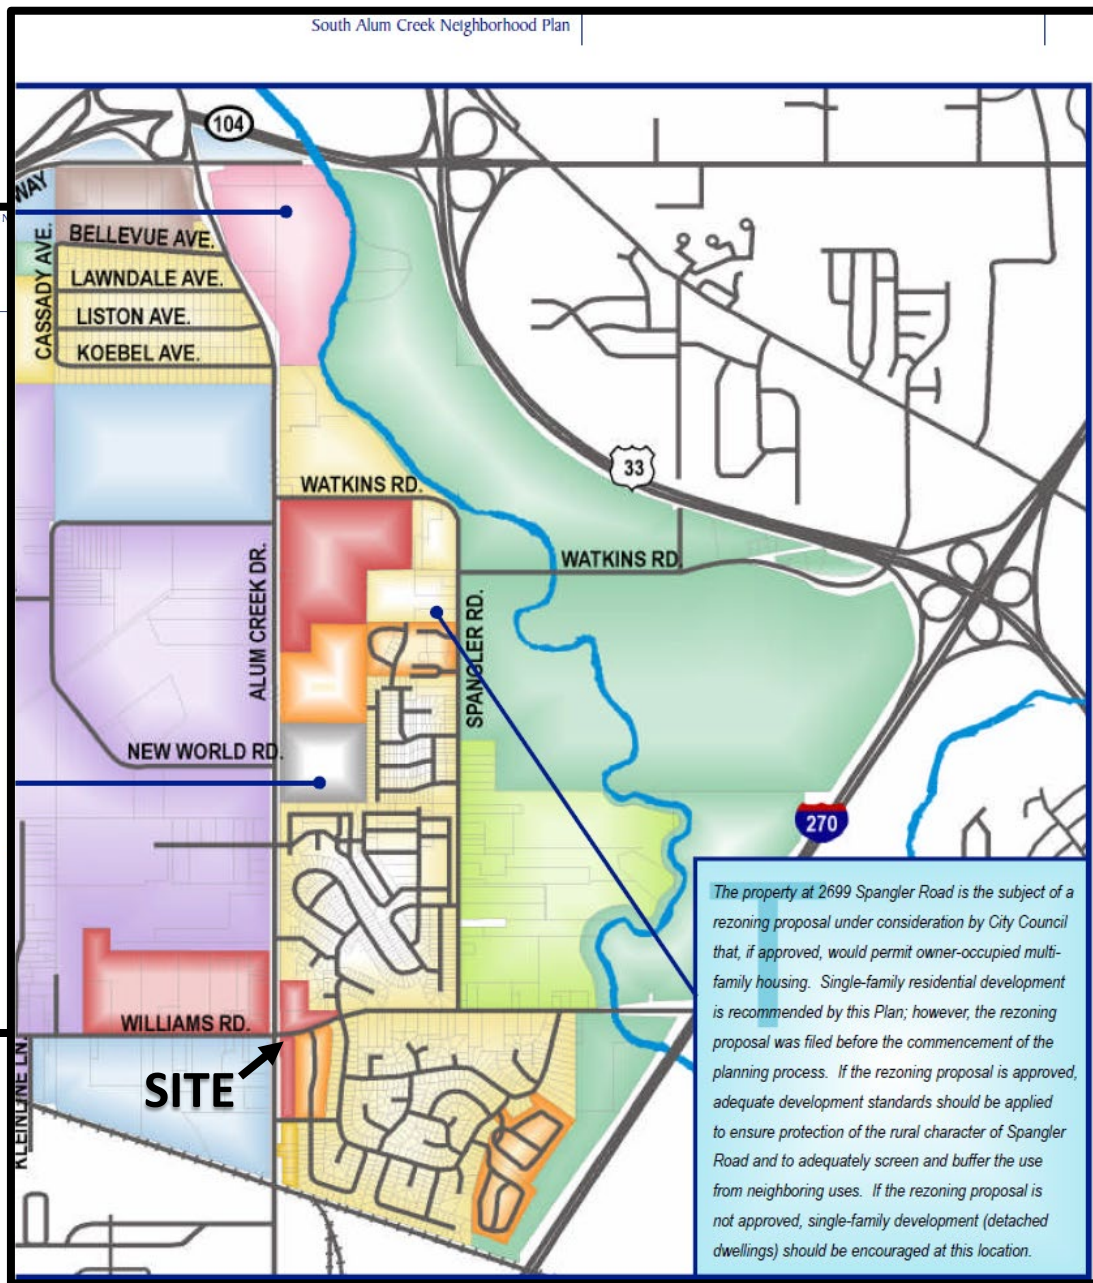 South Alum Creek Neighborhood Plan
104
WAY
N
CASSADY AVE.
BELLEVUE AVE.
LAWNDALE AVE.
LISTON AVE.
KOEBEL AVE.
33
WATKINS RD.
WATKINS RD.
ALUM CREEK DR.
SPANGLER RD.
NEW WORLD RD.
270
WILLIAMS RD.
SITE
KLEINLINE LN.
T
The property at 2699 Spangler Road is the subject of a
rezoning proposal under consideration by City Council
that, if approved, would permit owner-occupied multi-
family housing. Single-family residential development
is recommended by this Plan; however, the rezoning
proposal was filed before the commencement of the
planning process. If the rezoning proposal is approved,
adequate development standards should be applied
to ensure protection of the rural character of Spangler
Road and to adequately screen and buffer the use
from neighboring uses. If the rezoning proposal is
not approved, single-family development (detached
dwellings) should be encouraged at this location.